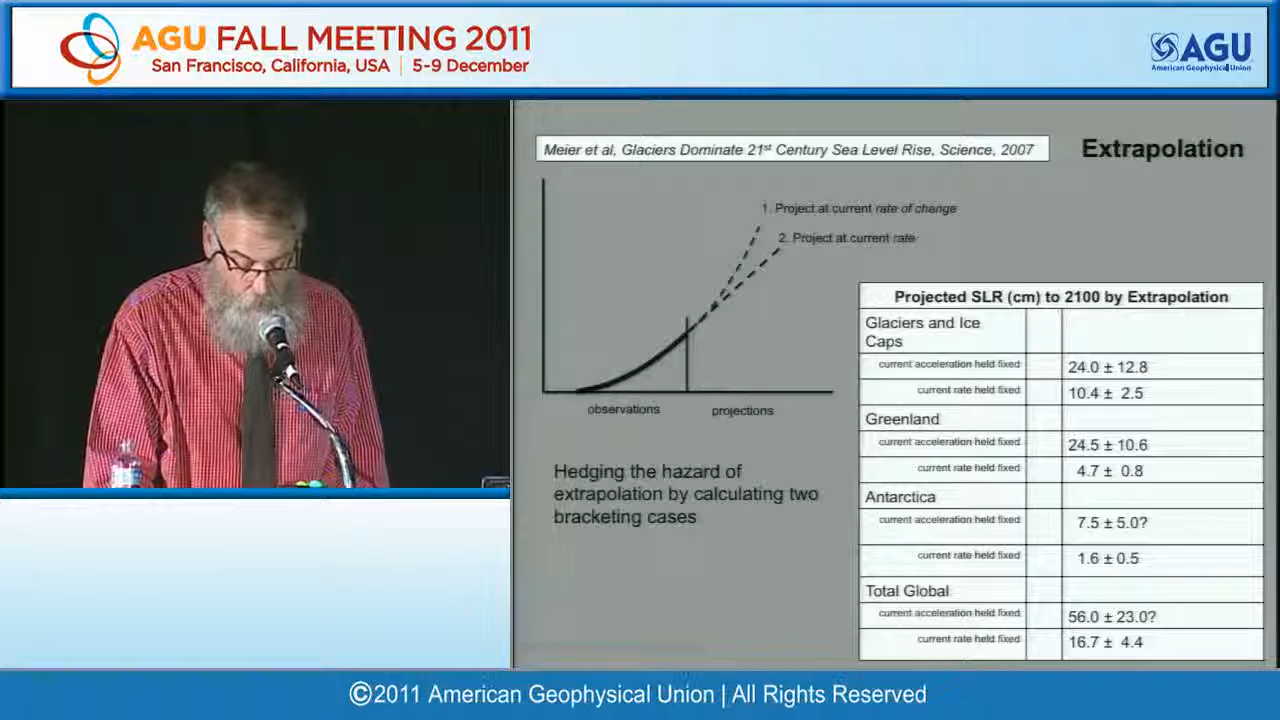 AGU FALL MEETING 2011
San Francisco, California, USA | 5-9 December
AGU
American Geophysical Union
Meier et al, Glaciers Dominate 21st Century Sea Level Rise, Science, 2007
Extrapolation
1. Project at current rate of change
2. Project at current rate
observations
projections
Hedging the hazard of
extrapolation by calculating two
bracketing cases
Projected SLR (cm) to 2100 by Extrapolation
Glaciers and Ice
Caps
current acceleration held fixed 24.0 ± 12.8
current rate held fixed 10.4 ± 2.5
Greenland
current acceleration held fixed 24.5 ± 10.6
current rate held fixed 4.7 ± 0.8
Antarctica
current acceleration held fixed 7.5 ± 5.0?
current rate held fixed 1.6 ± 0.5
Total Global
current acceleration held fixed 56.0 ± 23.0?
current rate held fixed 16.7 ± 4.4
©2011 American Geophysical Union | All Rights Reserved